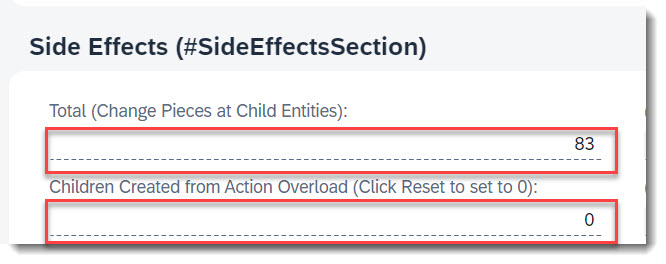 Side Effects (#SideEffectsSection)
Total (Change Pieces at Child Entities):
83
Children Created from Action Overload (Click Reset to set to 0):
0